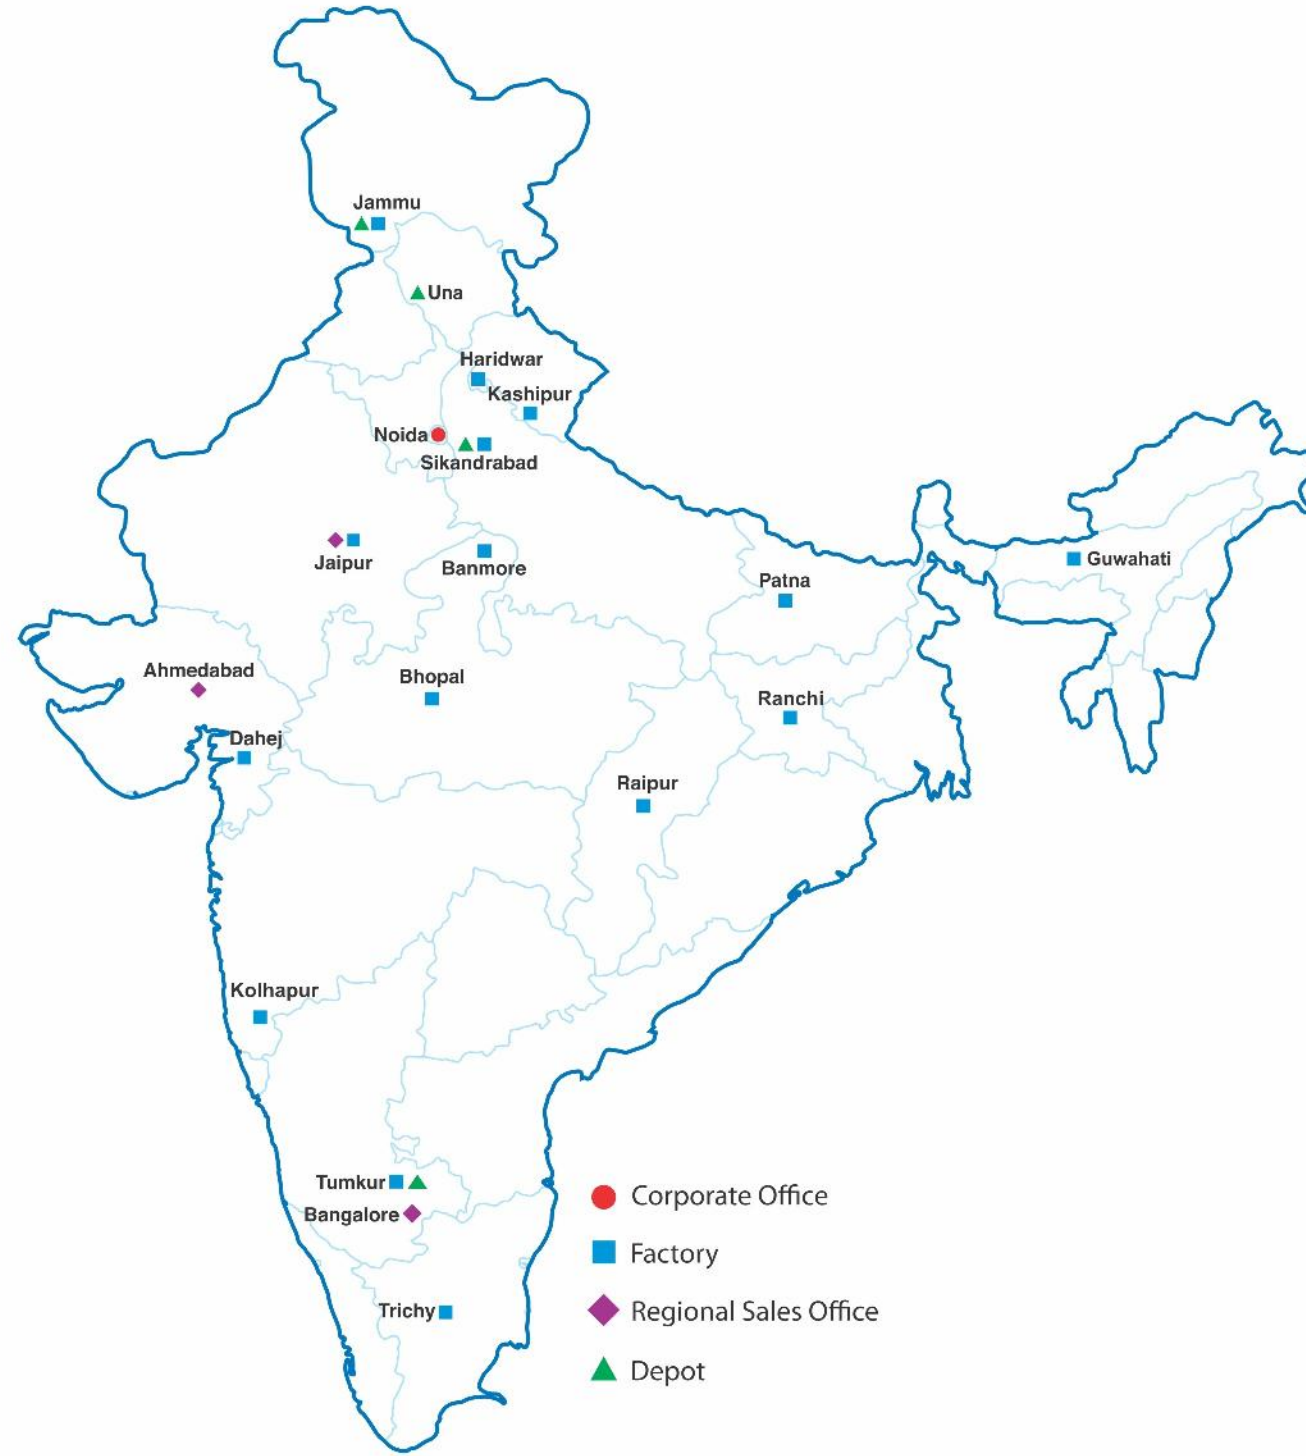 Jammu
Una
Haridwar
Kashipur
Noida
Sikandrabad
Jaipur
Banmore
Guwahati
Patna
Ahmedabad
Bhopal
Ranchi
Dahej
Raipur
Kolhapur
Tumkur
Bangalore
Trichy
Corporate Office
Factory
Regional Sales Office
Depot